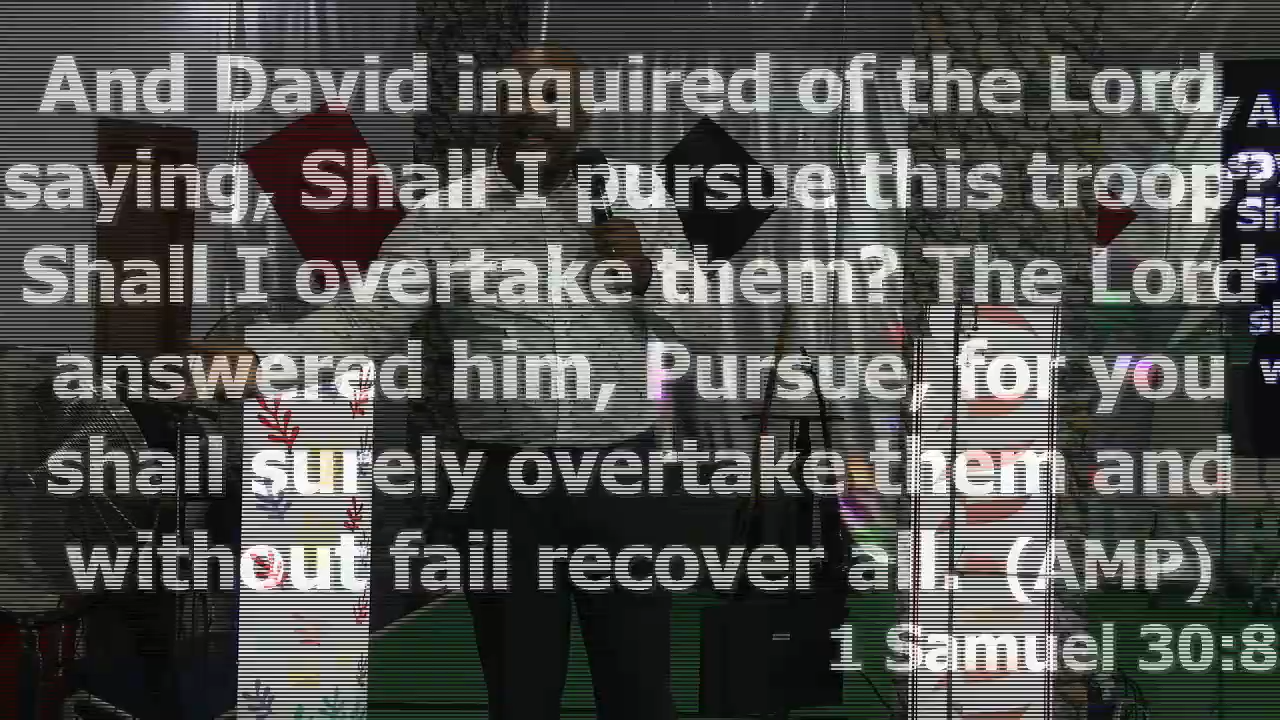 And David inquired of the Lord,
saying, Shall I pursue this troop?
Shall I overtake them? The Lord
answered him, Pursue, for you
shall surely overtake them and
without fail recover all. (AMP)
1 Samuel 30:8